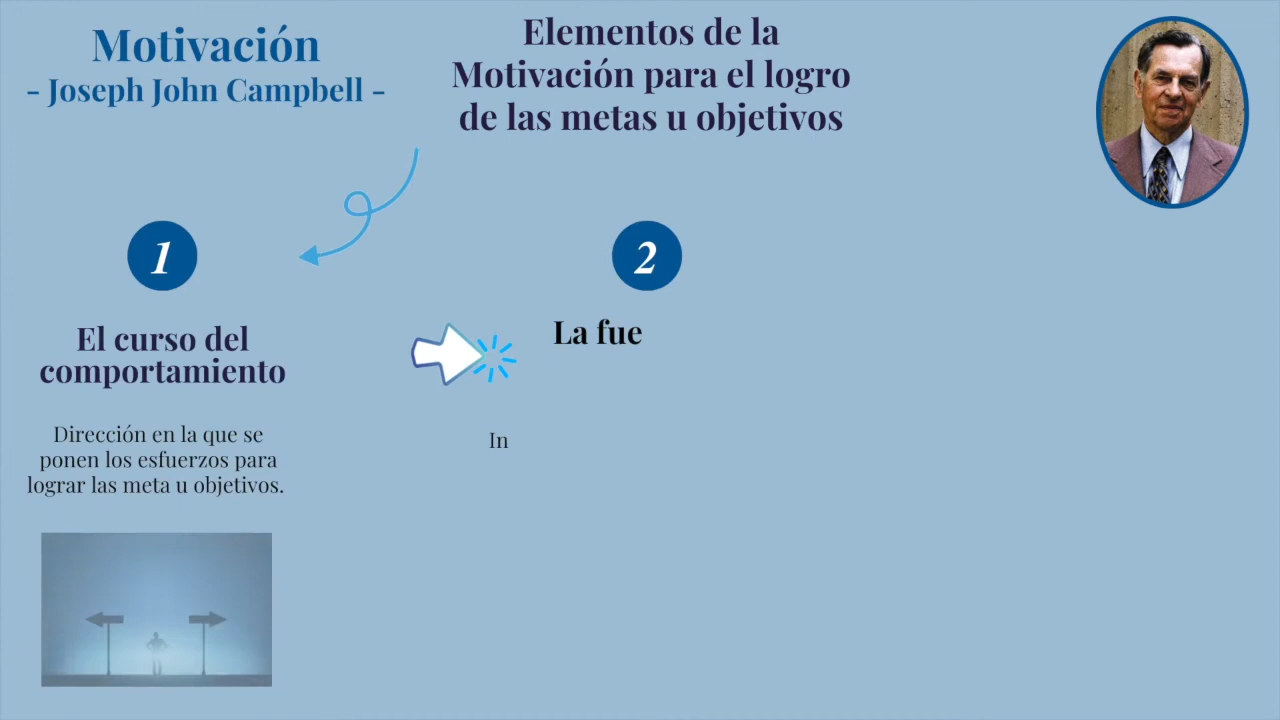 Motivación
- Joseph John Campbell -
Elementos de la
Motivación para el logro
de las metas u objetivos
1
El curso del
comportamiento
Dirección en la que se
ponen los esfuerzos para
lograr las meta u objetivos.
2
La fue
In